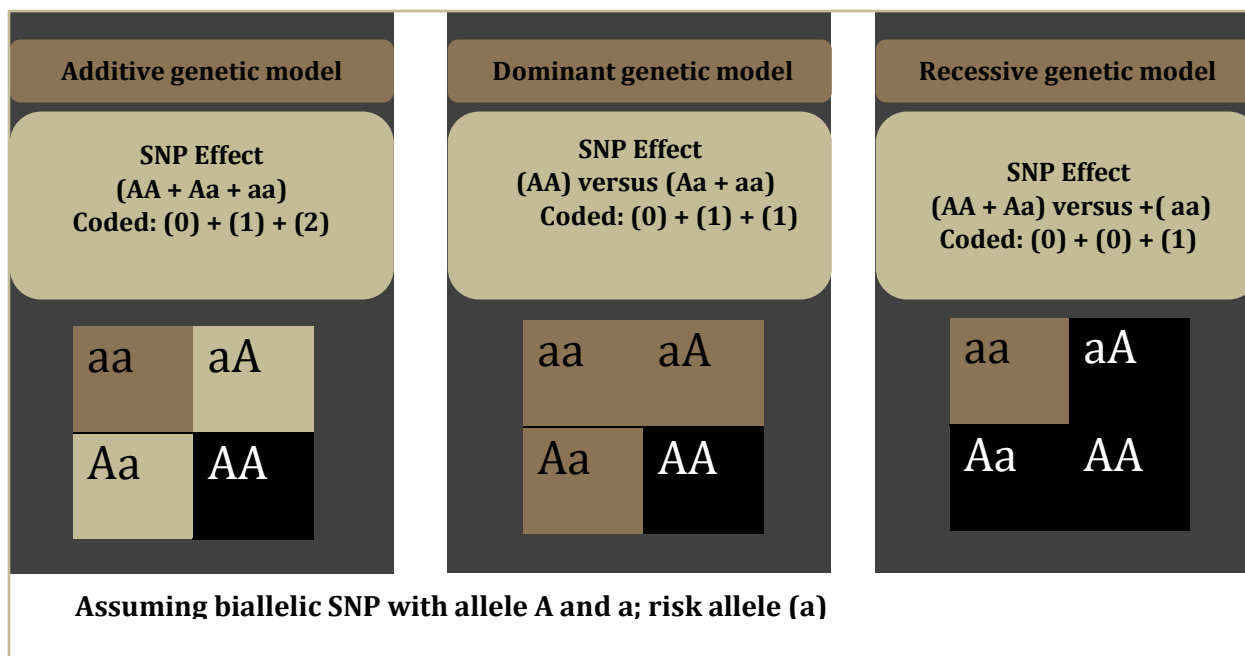 Additive genetic model
SNP Effect
(AA + Aa + aa)
Coded: (0) + (1) + (2)
aa aA
Aa AA
Dominant genetic model
SNP Effect
(AA) versus (Aa + aa)
Coded: (0) + (1) + (1)
aa aA
Aa AA
Recessive genetic model
SNP Effect
(AA + Aa) versus +( aa)
Coded: (0) + (0) + (1)
aa aA
Aa AA
Assuming biallelic SNP with allele A and a; risk allele (a)